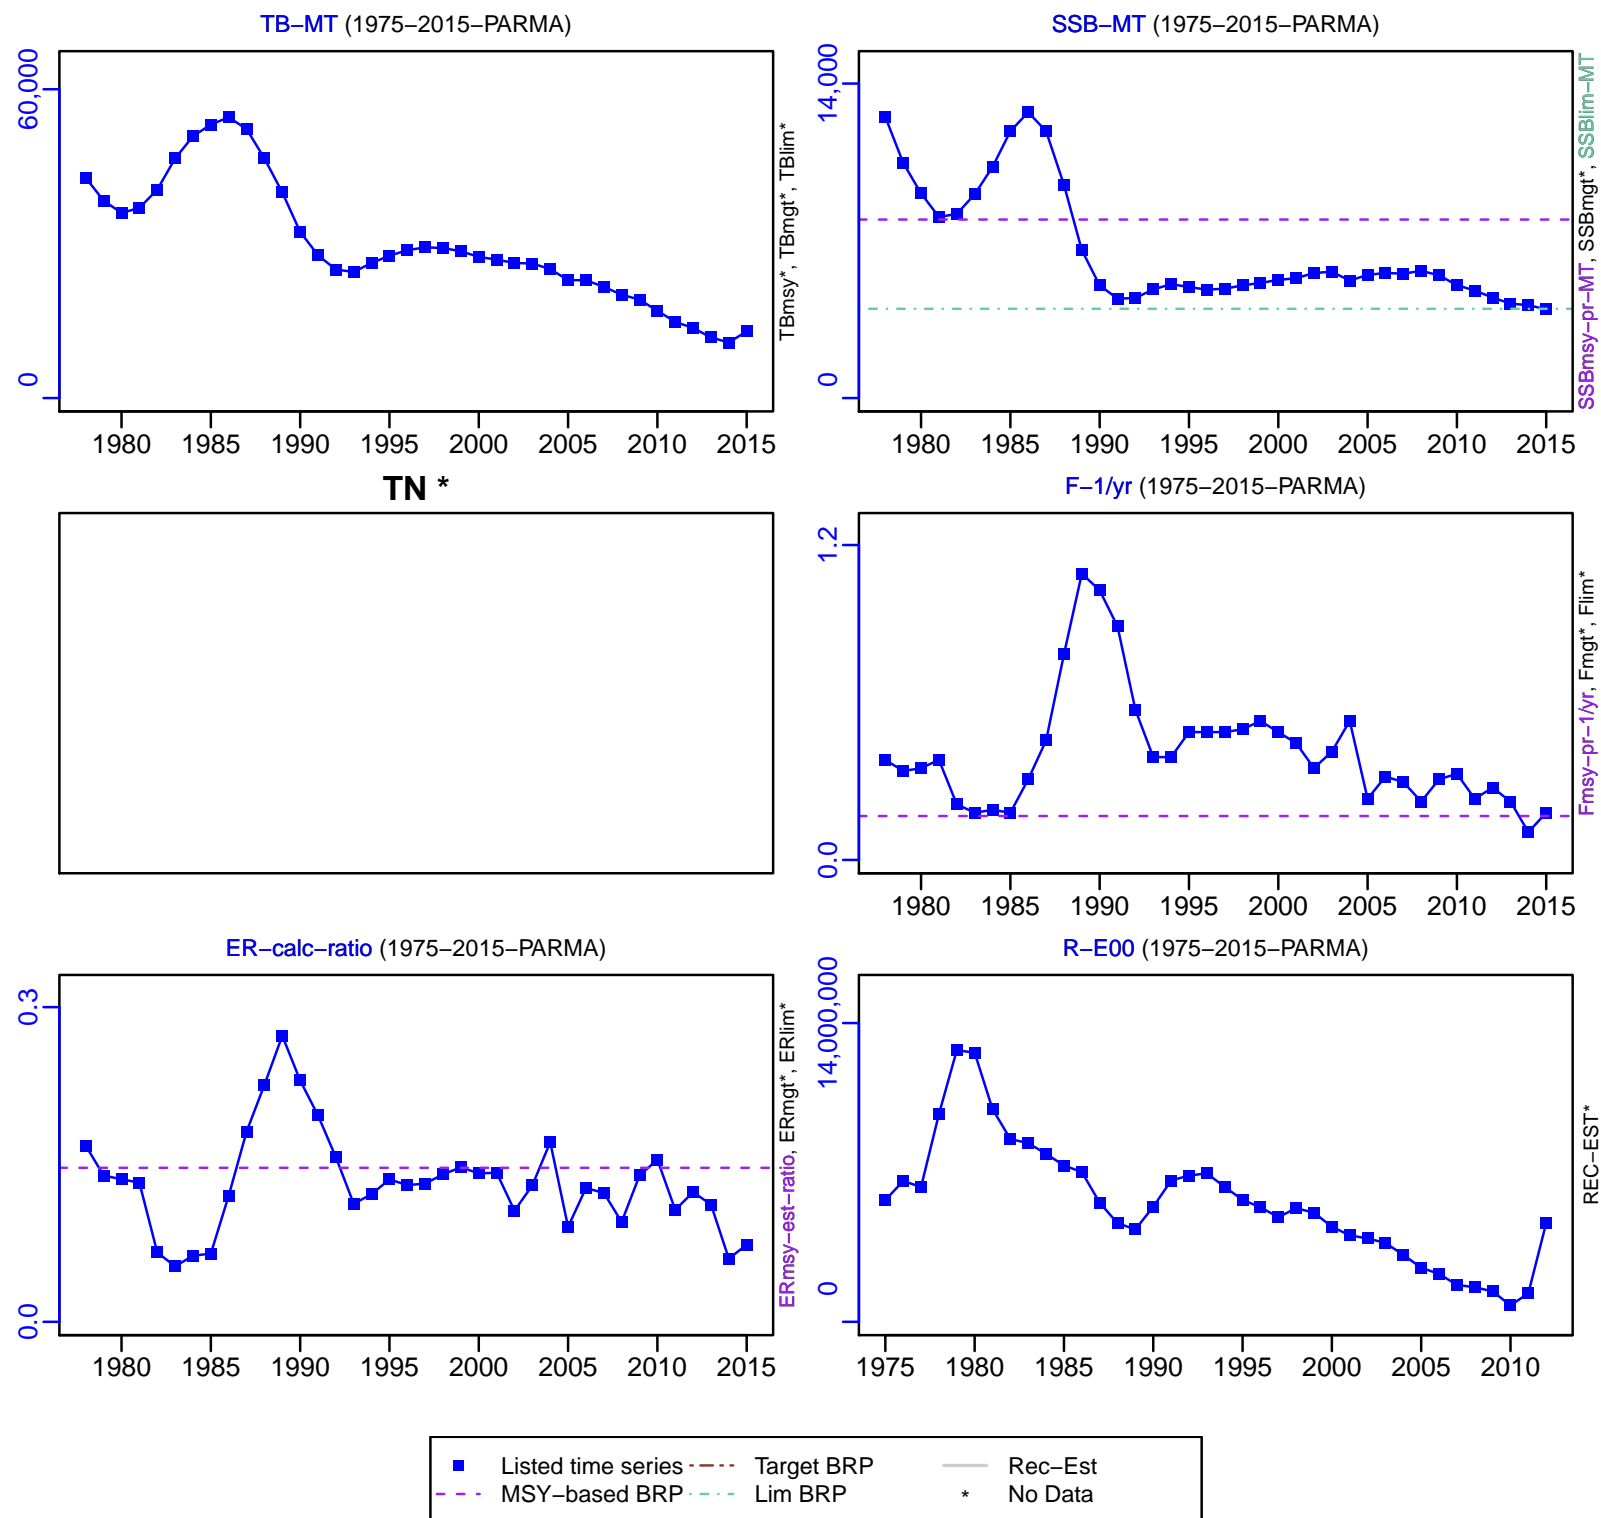 TB−MT (1975−2015−PARMA)
60,000
0
TBmsy*, TBmgt*, TBlim*
1980 1985 1990 1995 2000 2005 2010 2015
SSB−MT (1975−2015−PARMA)
14,000
0
SSBmsy−pr−MT, SSBmgt*, SSBlim−MT
1980 1985 1990 1995 2000 2005 2010 2015
TN *
F−1/yr (1975−2015−PARMA)
1.2
0.0
Fmsy−pr−1/yr, Fmgt*, Flim*
1980 1985 1990 1995 2000 2005 2010 2015
ER−calc−ratio (1975−2015−PARMA)
0.3
0.0
ERmsy−est−ratio, ERmgt*, ERlim*
1980 1985 1990 1995 2000 2005 2010 2015
R−E00 (1975−2015−PARMA)
14,000,000
0
REC−EST*
1975 1980 1985 1990 1995 2000 2005 2010
Listed time series Target BRP Rec−Est
MSY−based BRP Lim BRP * No Data